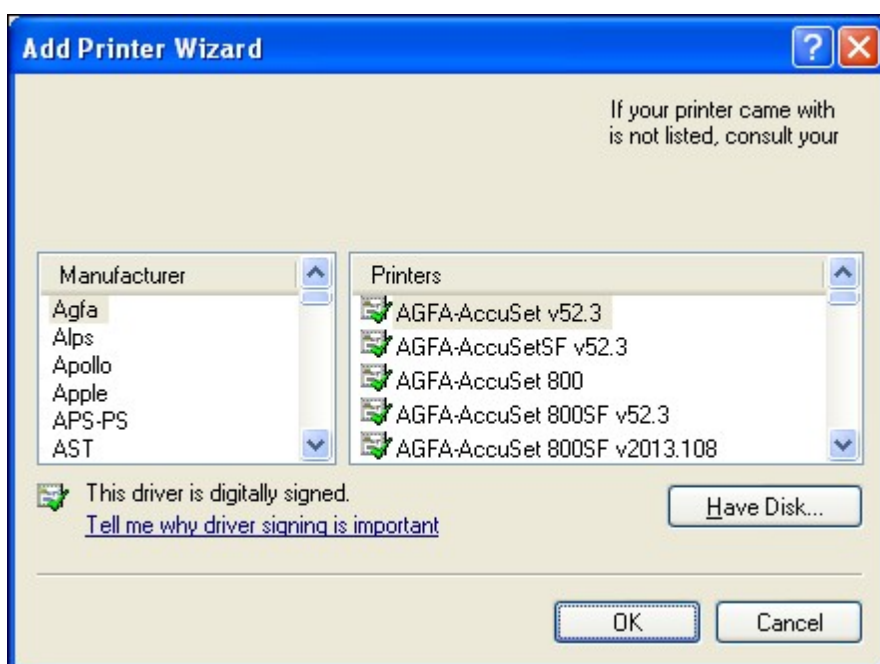 Add Printer Wizard
If your printer came with
is not listed, consult your
Manufacturer
Agfa
Alps
Apollo
Apple
APS-PS
AST
Printers
AGFA-AccuSet v52.3
AGFA-AccuSetSF v52.3
AGFA-AccuSet 800
AGFA-AccuSet 800SF v52.3
AGFA-AccuSet 800SF v2013.108
This driver is digitally signed.
Tell me why driver signing is important
Have Disk...
OK
Cancel